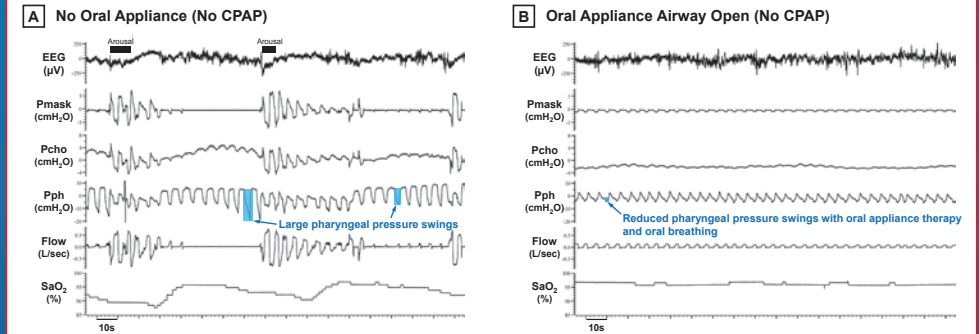 A No Oral Appliance (No CPAP)
Arousal Arousal
EEG
(µV)
Pmask
(cmH₂O)
Pcho
(cmH₂O)
Pph
(cmH₂O)
Large pharyngeal pressure swings
Flow
(L/sec)
SaO₂
(%)
10s
B Oral Appliance Airway Open (No CPAP)
EEG
(µV)
Pmask
(cmH₂O)
Pcho
(cmH₂O)
Pph
(cmH₂O)
Reduced pharyngeal pressure swings with oral appliance therapy
and oral breathing
Flow
(L/sec)
SaO₂
(%)
10s